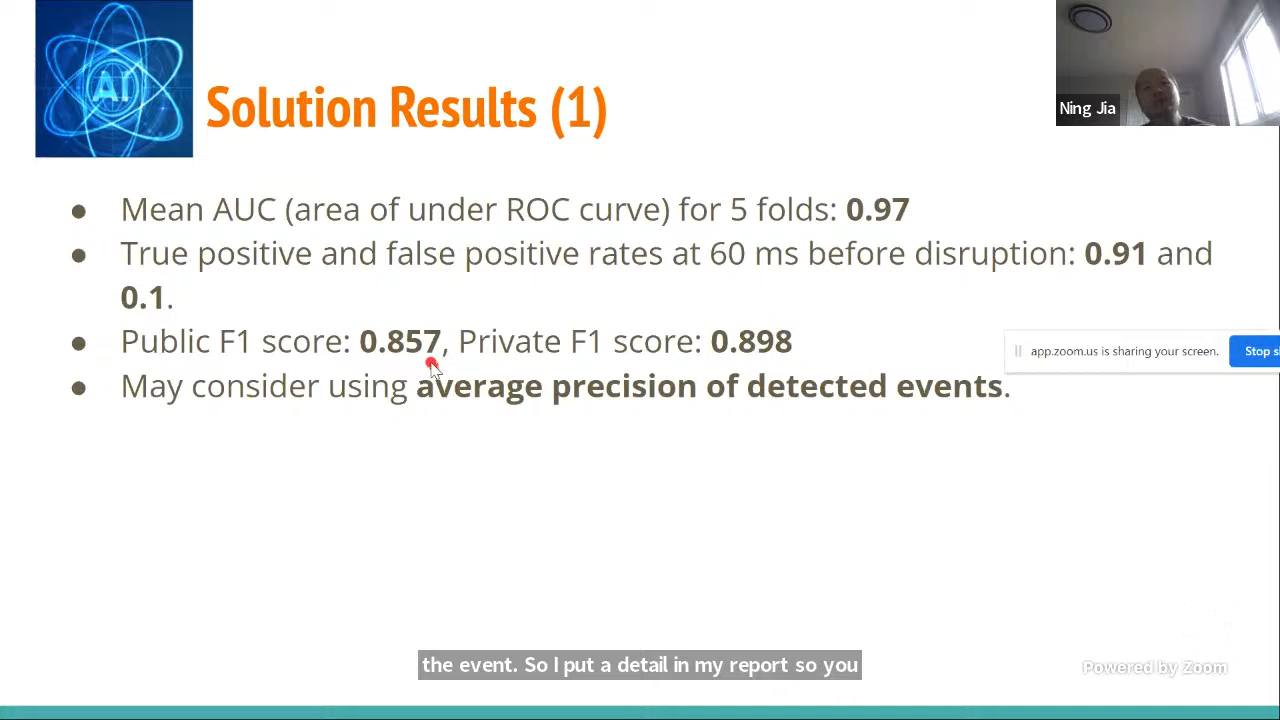 AI
Solution Results (1)
Ning Jia
● Mean AUC (area of under ROC curve) for 5 folds: 0.97
● True positive and false positive rates at 60 ms before disruption: 0.91 and
0.1.
● Public F1 score: 0.857, Private F1 score: 0.898
● May consider using average precision of detected events.
app.zoom.us is sharing your screen.
Stop s
the event. So I put a detail in my report so you
Powered by Zoom